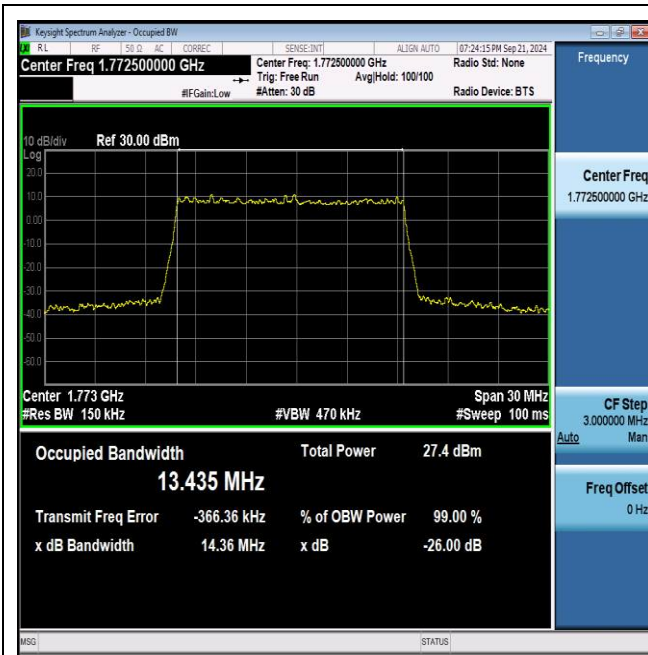 Keysight Spectrum Analyzer - Occupied BW
RL RF 50 Ω AC CORREC SENSE:INT ALIGN AUTO 07:24:15 PM Sep 21, 2024
Center Freq 1.772500000 GHz
Center Freq: 1.772500000 GHz Radio Std: None
Trig: Free Run Avg|Hold: 100/100
#IFGain:Low #Atten: 30 dB Radio Device: BTS
10 dB/div Ref 30.00 dBm
Log
20.0
10.0
0.00
-10.0
-20.0
-30.0
-40.0
-50.0
-60.0
Center 1.773 GHz Span 30 MHz
#Res BW 150 kHz #VBW 470 kHz #Sweep 100 ms
Occupied Bandwidth Total Power 27.4 dBm
13.435 MHz
Transmit Freq Error -366.36 kHz % of OBW Power 99.00 %
x dB Bandwidth 14.36 MHz x dB -26.00 dB
MSG STATUS
Frequency
Center Freq
1.772500000 GHz
CF Step
3.000000 MHz
Auto Man
Freq Offset
0 Hz